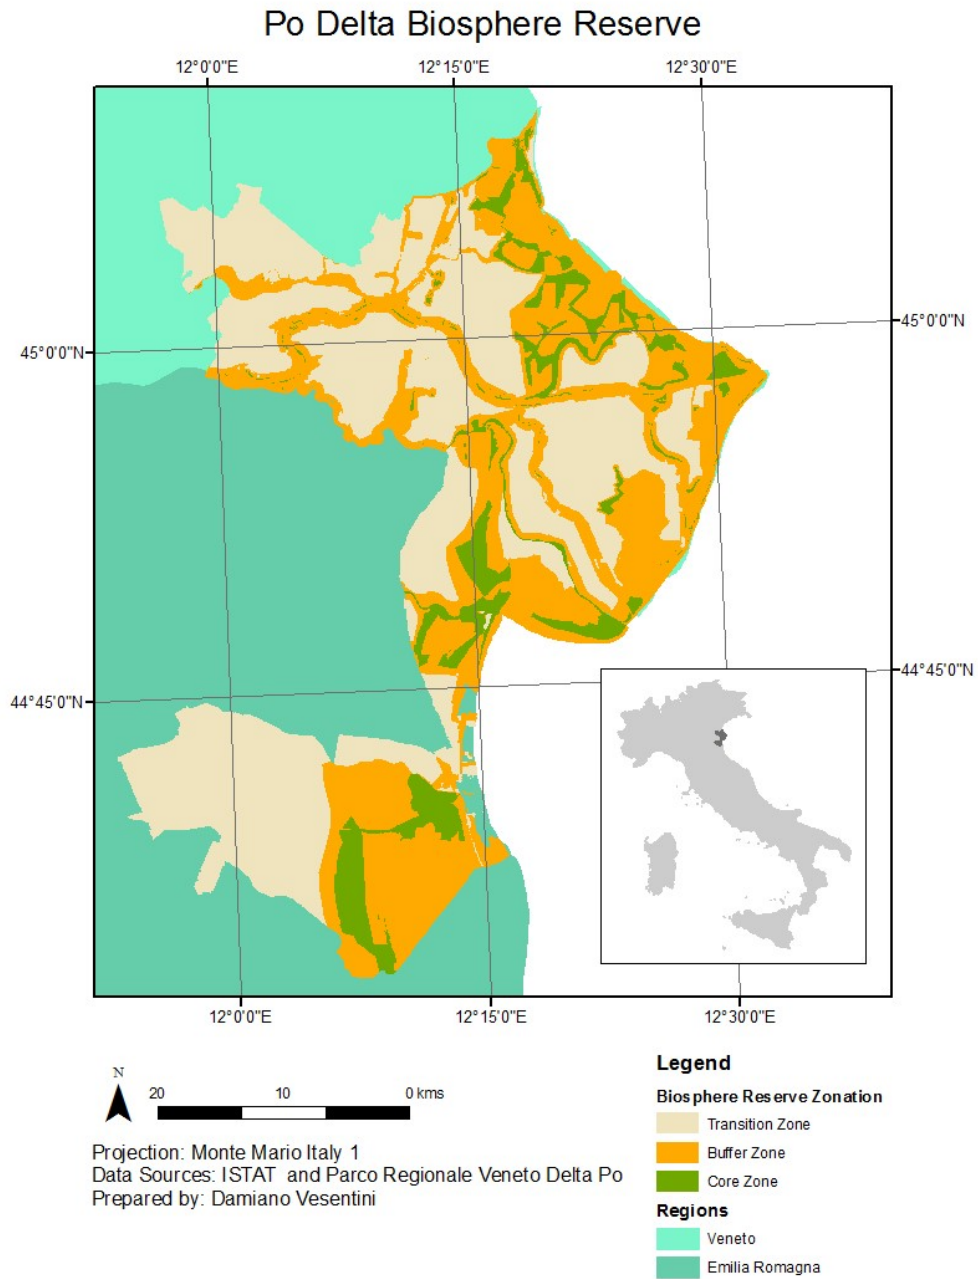 Po Delta Biosphere Reserve
12°0'0"E 12°15'0"E 12°30'0"E
45°0'0"N
45°0'0"N
44°45'0"N
44°45'0"N
12°0'0"E 12°15'0"E 12°30'0"E
N
20 10 0 kms
Projection: Monte Mario Italy 1
Data Sources: ISTAT and Parco Regionale Veneto Delta Po
Prepared by: Damiano Vesentini
Legend
Biosphere Reserve Zonation
Transition Zone
Buffer Zone
Core Zone
Regions
Veneto
Emilia Romagna